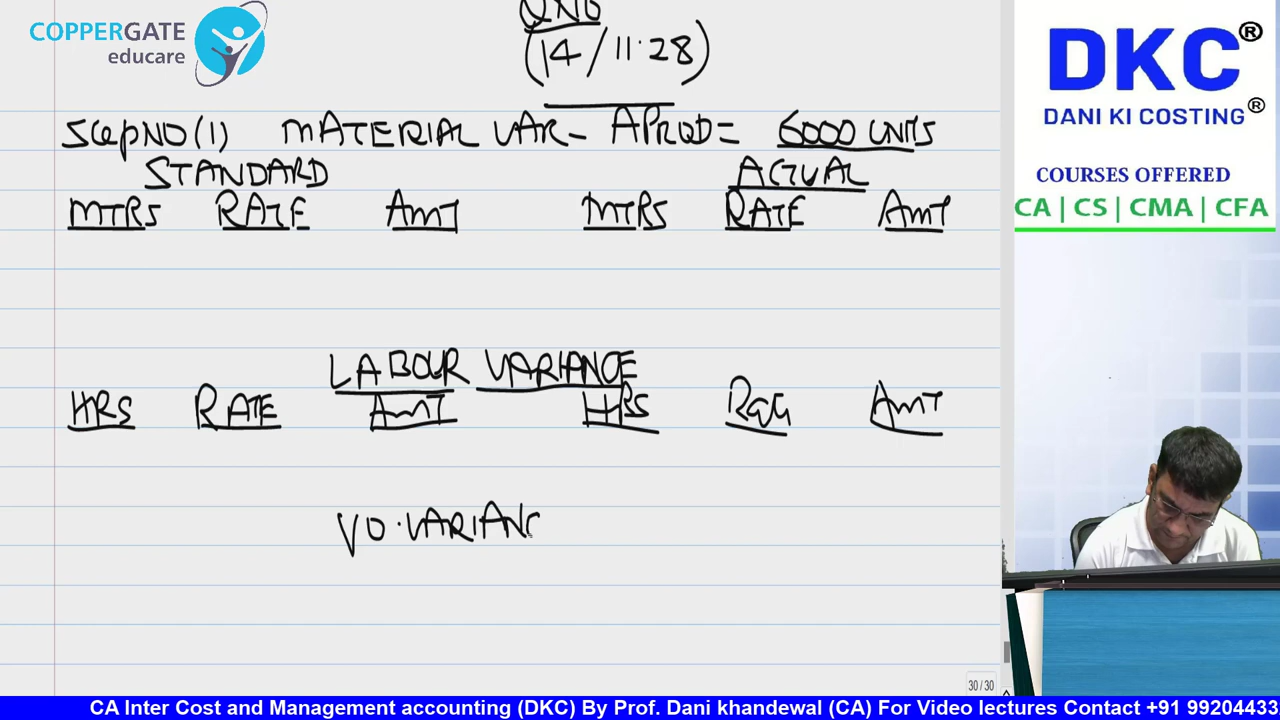 COPPERGATE
educare
QNO
(14/11.28)
STEPNO(1) MATERIAL VAR- APROD= 6000 UNITS
STANDARD ACTUAL
MTRS RATE AMT MTRS RATE AMT
LABOUR VARIANCE
HRS RATE AMT HRS AMT
VO.VARIANC
30/30
DKC®
DANI KI COSTING®
COURSES OFFERED
CA | CS | CMA | CFA
CA Inter Cost and Management accounting (DKC) By Prof. Dani khandewal (CA) For Video lectures Contact +91 99204433